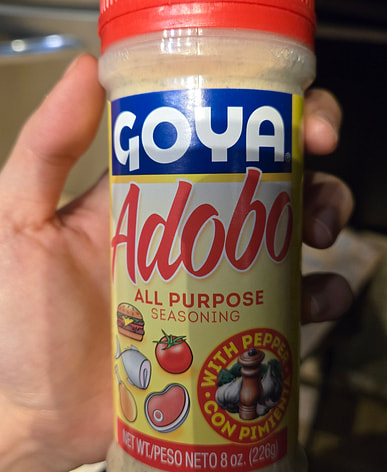 GOYA
Adobo
ALL PURPOSE
SEASONING
WITH PEPPER
CON PIMIENTA
NET WT./PESO NETO 8 oz. (226g)